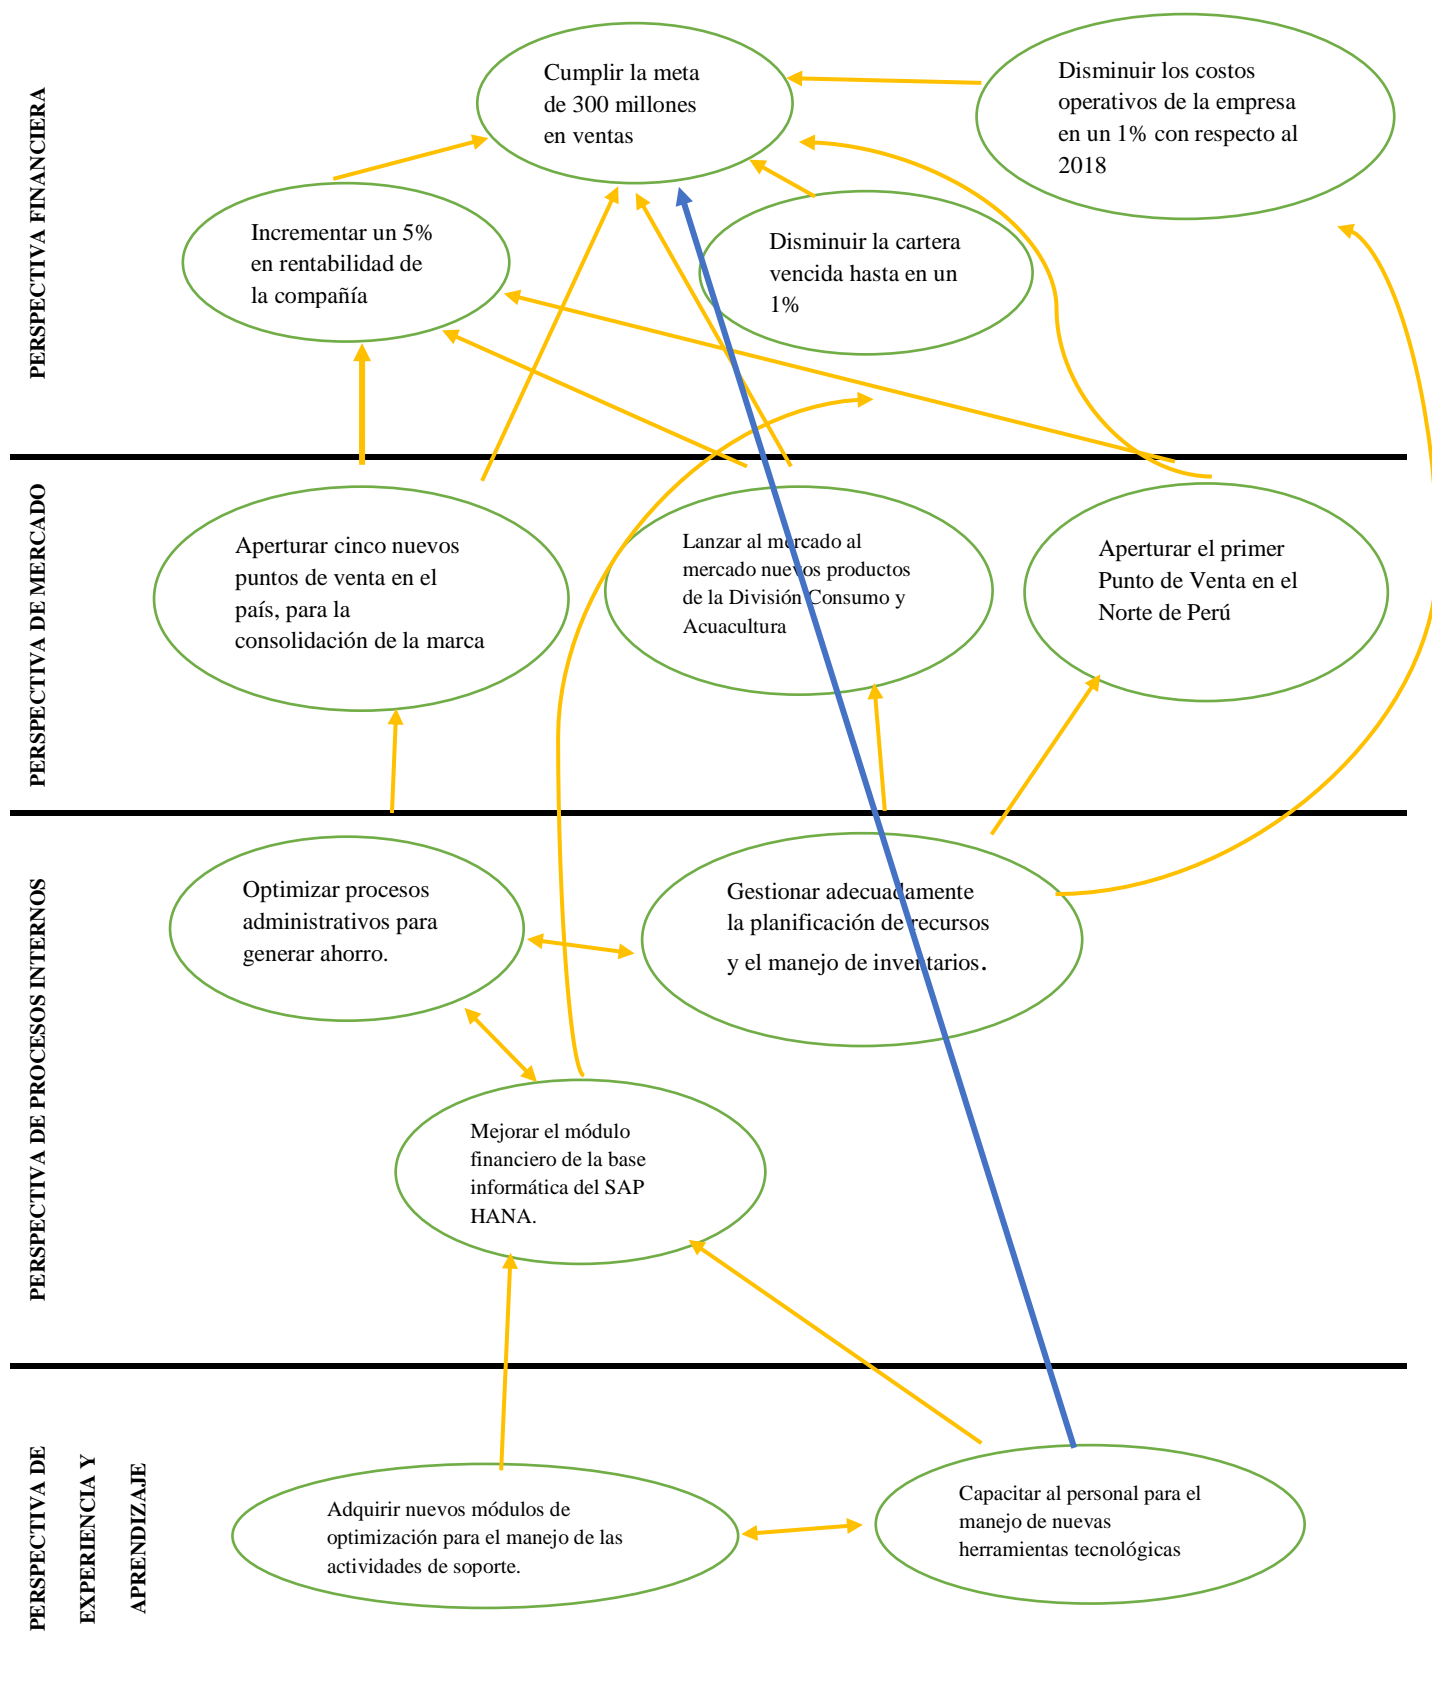 PERSPECTIVA FINANCIERA
Cumplir la meta
de 300 millones
en ventas
Disminuir los costos
operativos de la empresa
en un 1% con respecto al
2018
Incrementar un 5%
en rentabilidad de
la compañía
Disminuir la cartera
vencida hasta en un
1%
PERSPECTIVA DE MERCADO
Aperturar cinco nuevos
puntos de venta en el
país, para la
consolidación de la marca
Lanzar al mercado al
mercado nuevos productos
de la División Consumo y
Acuacultura
Aperturar el primer
Punto de Venta en el
Norte de Perú
PERSPECTIVA DE PROCESOS INTERNOS
Optimizar procesos
administrativos para
generar ahorro.
Gestionar adecuadamente
la planificación de recursos
y el manejo de inventarios.
Mejorar el módulo
financiero de la base
informática del SAP
HANA.
PERSPECTIVA DE
EXPERIENCIA Y
APRENDIZAJE
Adquirir nuevos módulos de
optimización para el manejo de las
actividades de soporte.
Capacitar al personal para el
manejo de nuevas
herramientas tecnológicas